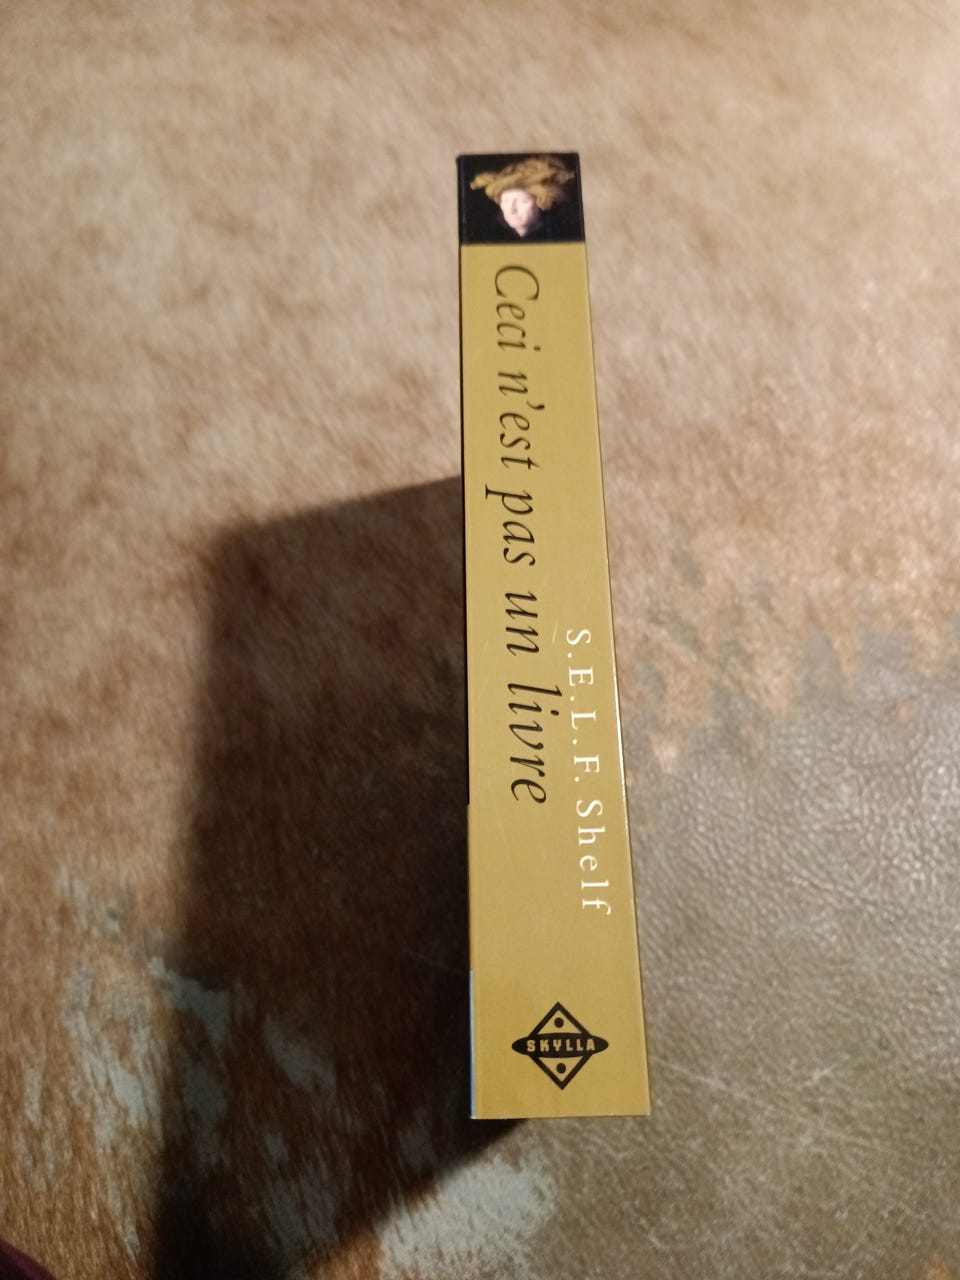 Ceci n'est pas un livre
S.E.L.F. Shelf
SKYLLA